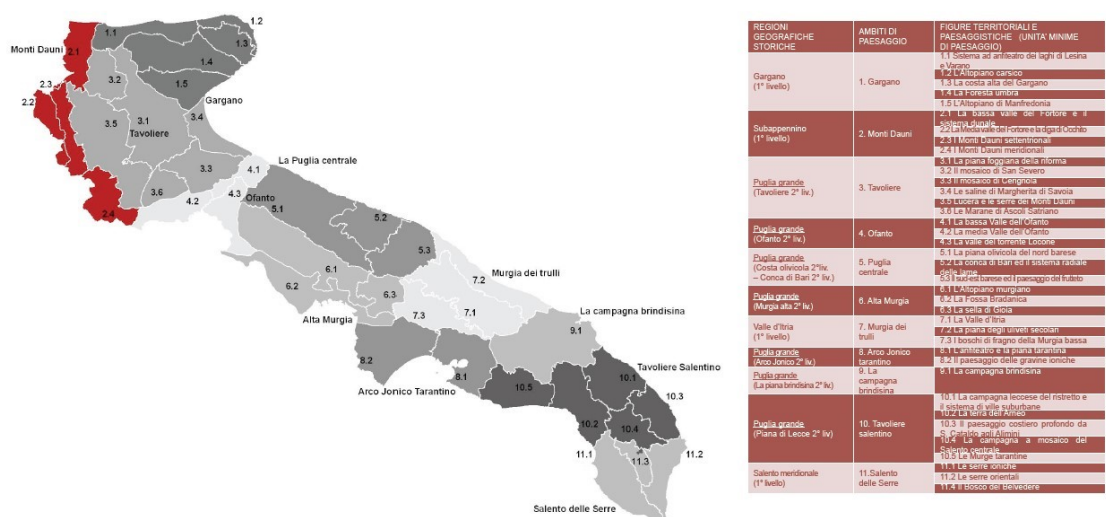 1.2
1.1
1.3
Monti Dauni
2.1
1.4
3.2
2.3
1.5
2.2
Gargano
3.1
3.4
3.5
Tavoliere
La Puglia centrale
3.3
4.1
3.6
4.3
4.2
Ofanto
2.4
5.1
5.2
5.3
Murgia dei trulli
6.1
7.2
6.2
6.3
La campagna brindisina
Alta Murgia
7.3
7.1
9.1
8.2
Tavoliere Salentino
8.1
10.1
Arco Jonico Tarantino
10.5
10.3
10.2
10.4
11.1
11.2
11.3
Salento delle Serre
REGIONI
GEOGRAFICHE
STORICHE
AMBITI DI
PAESAGGIO
FIGURE TERRITORIALI E
PAESAGGISTICHE (UNITA' MINIME
DI PAESAGGIO)
Gargano
(1° livello)
1. Gargano
1.1 Sistema ad anfiteatro dei laghi di Lesina
e Varano
1.2 L'Altopiano carsico
1.3 La costa alta del Gargano
1.4 La Foresta umbra
1.5 L'Altopiano di Manfredonia
Subappennino
(1° livello)
2. Monti Dauni
2.1 La bassa valle del Fortore e il
sistema dunale
2.2 La Media valle del Fortore e la diga di Occhito
2.3 I Monti Dauni settentrionali
2.4 I Monti Dauni meridionali
Puglia grande
(Tavoliere 2° liv.)
3. Tavoliere
3.1 La piana foggiana della riforma
3.2 Il mosaico di San Severo
3.3 Il mosaico di Cerignola
3.4 Le saline di Margherita di Savoia
3.5 Lucera e le serre dei Monti Dauni
3.6 Le Marane di Ascoli Satriano
Puglia grande
(Ofanto 2° liv.)
4. Ofanto
4.1 La bassa Valle dell'Ofanto
4.2 La media Valle dell'Ofanto
4.3 La valle del torrente Locone
Puglia grande
(Costa olivicola 2°liv.
– Conca di Bari 2° liv.)
5. Puglia
centrale
5.1 La piana olivicola del nord barese
5.2 La conca di Bari ed il sistema radiale
delle lame
5.3 Il sud-est barese ed il paesaggio del frutteto
Puglia grande
(Murgia alta 2° liv.)
6. Alta Murgia
6.1 L'Altopiano murgiano
6.2 La Fossa Bradanica
6.3 La sella di Gioia
Valle d'Itria
(1° livello)
7. Murgia dei
trulli
7.1 La Valle d'Itria
7.2 La piana degli uliveti secolari
7.3 I boschi di fragno della Murgia bassa
Puglia grande
(Arco Jonico 2° liv.)
8. Arco Jonico
tarantino
8.1 L'anfiteatro e la piana tarantina
8.2 Il paesaggio delle gravine ioniche
Puglia grande
(La piana brindisina 2° liv.)
9. La
campagna
brindisina
9.1 La campagna brindisina
Puglia grande
(Piana di Lecce 2° liv)
10. Tavoliere
salentino
10.1 La campagna leccese del ristretto e
il sistema di ville suburbane
10.2 La terra dell'Arneo
10.3 Il paesaggio costiero profondo da
S. Cataldo agli Alimini
10.4 La campagna a mosaico del
Salento centrale
10.5 Le Murge tarantine
Salento meridionale
(1° livello)
11.Salento
delle Serre
11.1 Le serre ioniche
11.2 Le serre orientali
11.4 Il Bosco del Belvedere